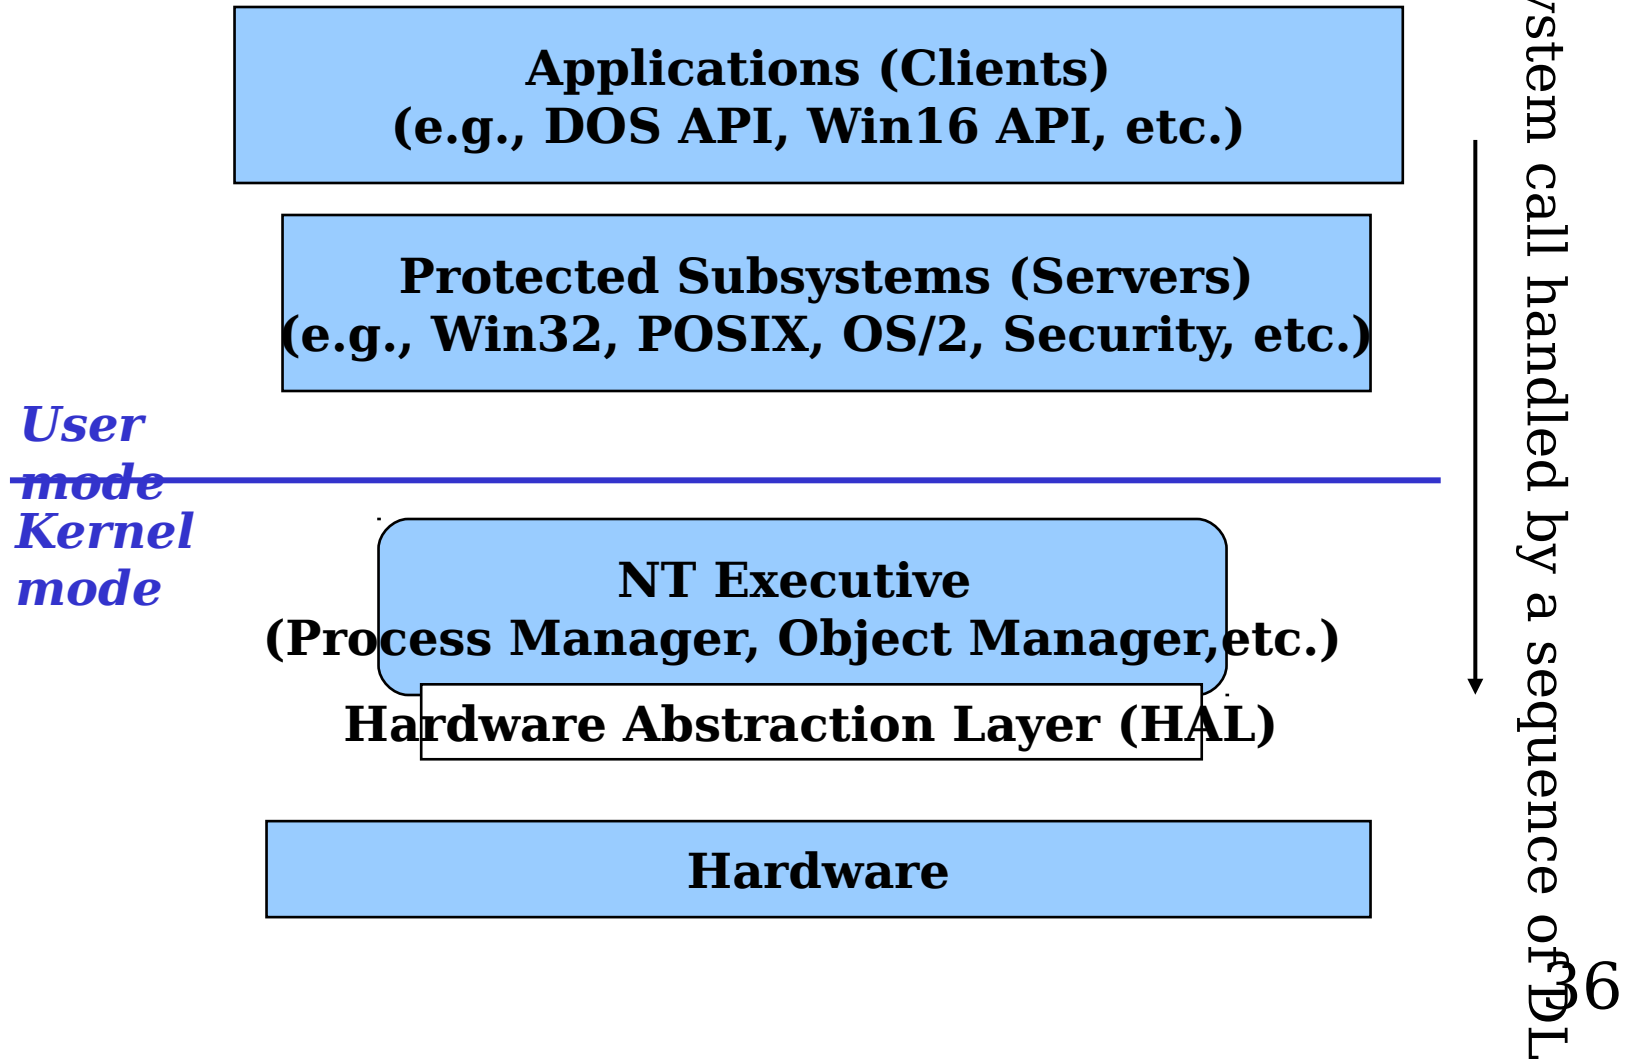 Applications (Clients)
(e.g., DOS API, Win16 API, etc.)
Protected Subsystems (Servers)
(e.g., Win32, POSIX, OS/2, Security, etc.)
User
mode
Kernel
mode
NT Executive
(Process Manager, Object Manager,etc.)
Hardware Abstraction Layer (HAL)
Hardware
ystem call handled by a sequence of DL
36